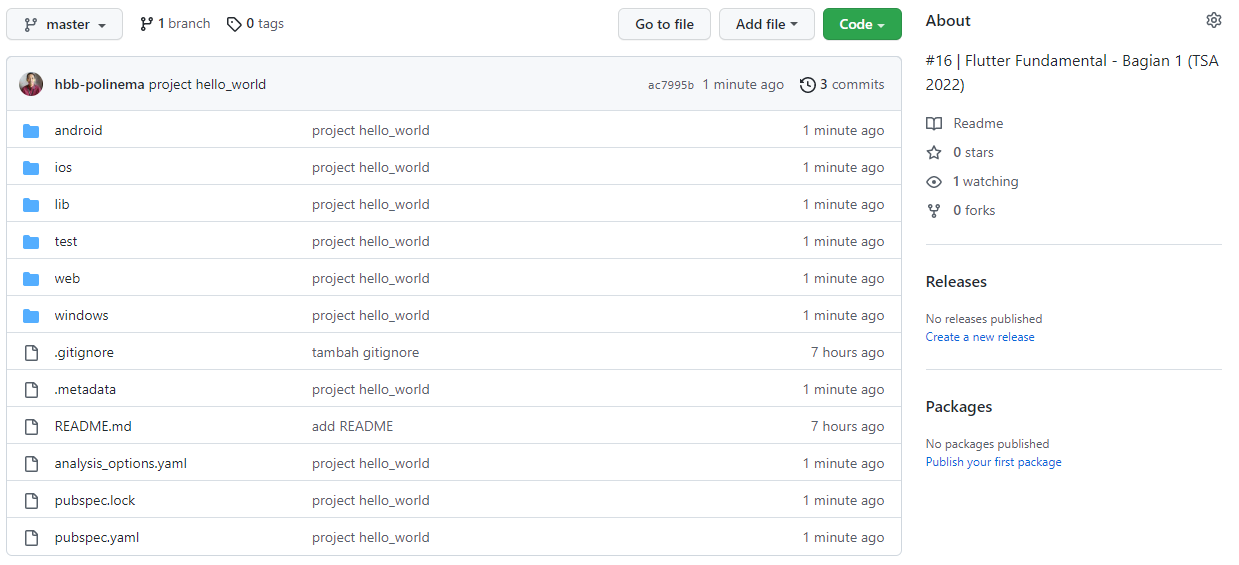 master 1 branch 0 tags Go to file Add file Code
hbb-polinema project hello_world ac7995b 1 minute ago 3 commits
android project hello_world 1 minute ago
ios project hello_world 1 minute ago
lib project hello_world 1 minute ago
test project hello_world 1 minute ago
web project hello_world 1 minute ago
windows project hello_world 1 minute ago
.gitignore tambah gitignore 7 hours ago
.metadata project hello_world 1 minute ago
README.md add README 7 hours ago
analysis_options.yaml project hello_world 1 minute ago
pubspec.lock project hello_world 1 minute ago
pubspec.yaml project hello_world 1 minute ago
About
#16 | Flutter Fundamental - Bagian 1 (TSA
2022)
Readme
0 stars
1 watching
0 forks
Releases
No releases published
Create a new release
Packages
No packages published
Publish your first package